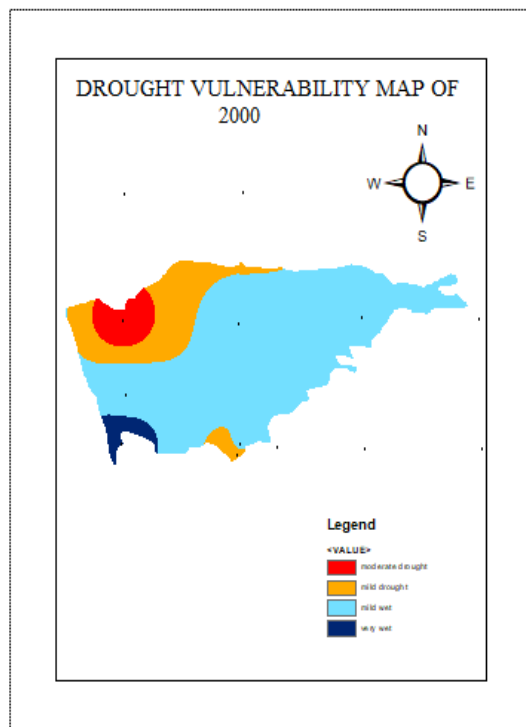 DROUGHT VULNERABILITY MAP OF
2000
N
W E
S
Legend
<VALUE>
moderate drought
mild drought
mild wet
very wet